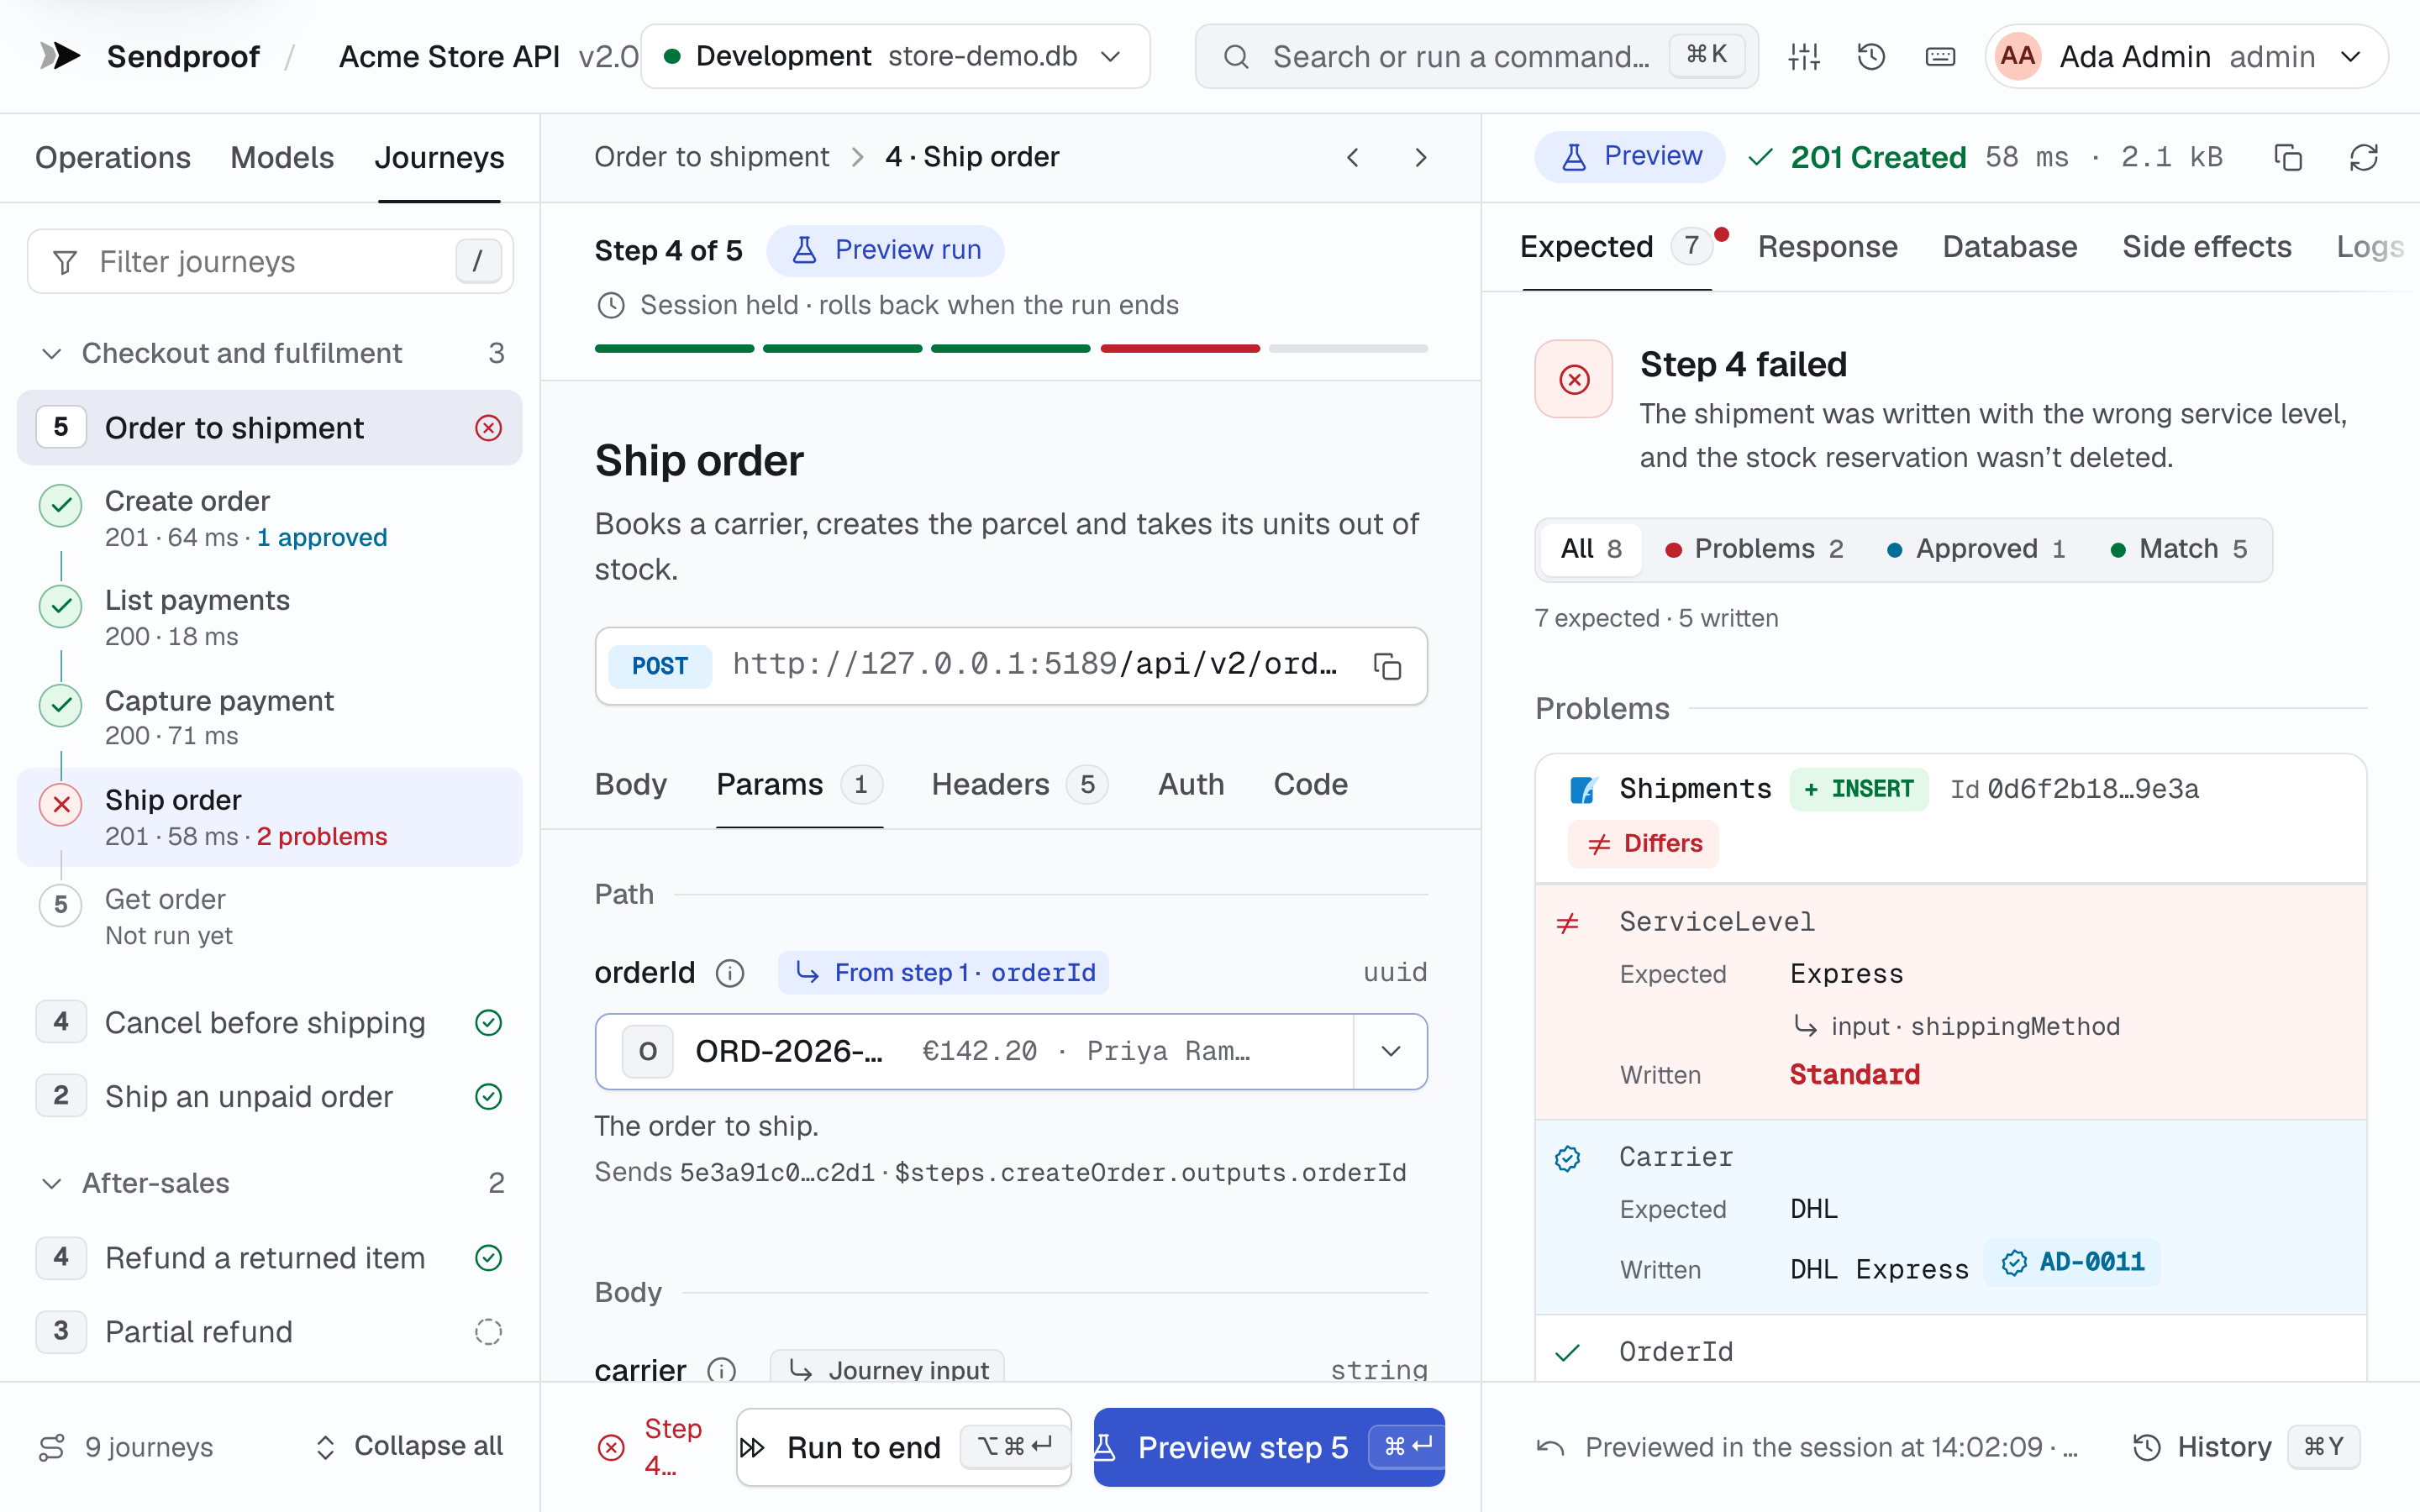 Sendproof / Acme Store API v2.0
Development store-demo.db
Search or run a command... ⌘K
AA Ada Admin admin
Operations Models Journeys
Filter journeys /
Checkout and fulfilment 3
5 Order to shipment
Create order
201 · 64 ms · 1 approved
List payments
200 · 18 ms
Capture payment
200 · 71 ms
Ship order
201 · 58 ms · 2 problems
5 Get order
Not run yet
4 Cancel before shipping
2 Ship an unpaid order
After-sales 2
4 Refund a returned item
3 Partial refund
9 journeys Collapse all
Order to shipment > 4 · Ship order
Step 4 of 5 Preview run
Session held · rolls back when the run ends
Ship order
Books a carrier, creates the parcel and takes its units out of
stock.
POST http://127.0.0.1:5189/api/v2/ord…
Body Params 1 Headers 5 Auth Code
Path
orderId From step 1 · orderId uuid
O ORD-2026-… €142.20 · Priya Ram…
The order to ship.
Sends 5e3a91c0…c2d1 · $steps.createOrder.outputs.orderId
Body
carrier Journey input string
Step
4…
Run to end ⌥⌘↵
Preview step 5 ⌘↵
Preview 201 Created 58 ms · 2.1 kB
Expected 7 Response Database Side effects Logs
Step 4 failed
The shipment was written with the wrong service level,
and the stock reservation wasn’t deleted.
All 8 Problems 2 Approved 1 Match 5
7 expected · 5 written
Problems
Shipments + INSERT Id 0d6f2b18…9e3a
≠ Differs
≠ ServiceLevel
Expected Express
input · shippingMethod
Written Standard
Carrier
Expected DHL
Written DHL Express AD-0011
OrderId
Previewed in the session at 14:02:09 · …
History ⌘Y